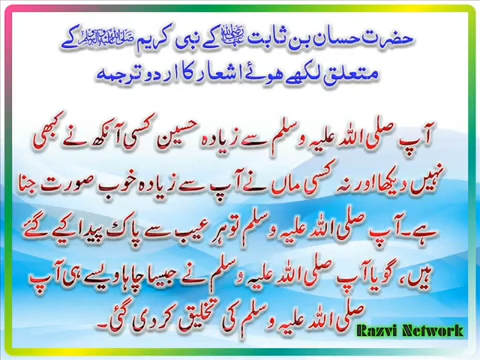 حضرت حسان بن ثابت رضی اللہ عنہ کے نبی کریم ﷺ کے
متعلق لکھے ہوئے اشعار کا اردو ترجمہ
آپ صلی اللہ علیہ وسلم سے زیادہ حسین کسی آنکھ نے کبھی
نہیں دیکھا اور نہ کسی ماں نے آپ سے زیادہ خوب صورت جنا
ہے۔ آپ صلی اللہ علیہ وسلم تو ہر عیب سے پاک پیدا کیے گئے
ہیں، گویا آپ صلی اللہ علیہ وسلم نے جیسا چاہا ویسے ہی آپ
صلی اللہ علیہ وسلم کی تخلیق کر دی گئی۔
Razvi Network